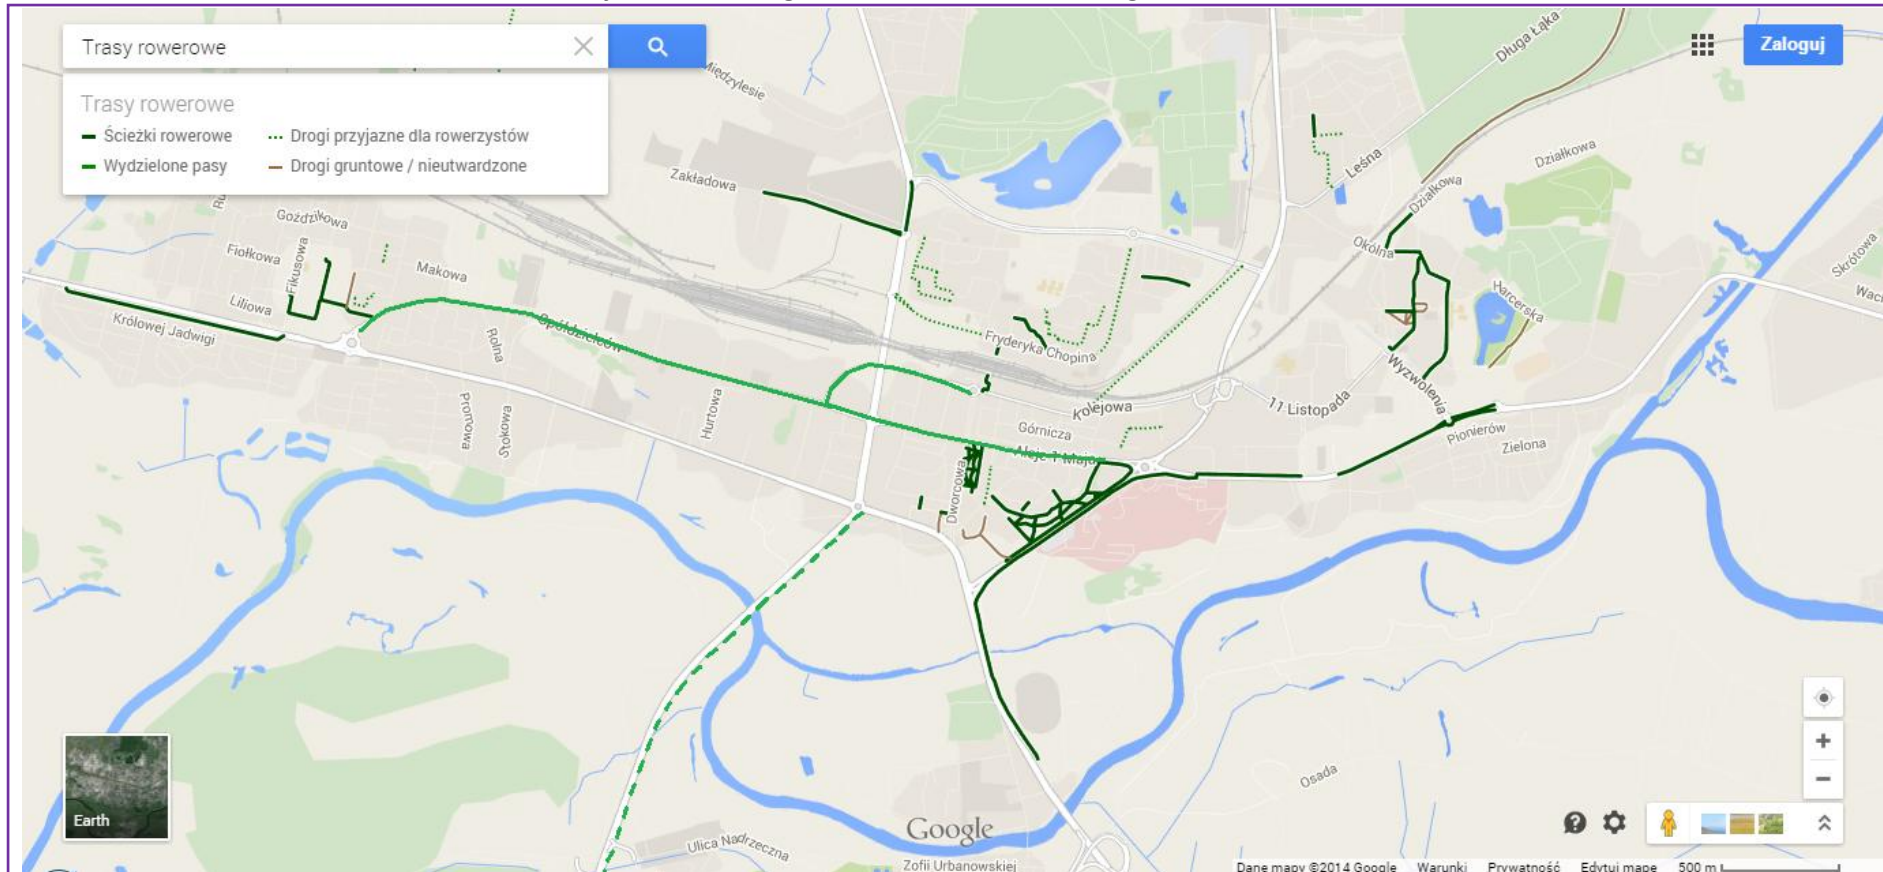 Trasy rowerowe
Zaloguj
Trasy rowerowe
Ścieżki rowerowe
Drogi przyjazne dla rowerzystów
Wydzielone pasy
Drogi gruntowe / nieutwardzone
Międzylesie
Długa Łąka
Zakładowa
Leśna
Działkowa
Działkowa
Goździkowa
Fiołkowa
Fikusowa
Makowa
Liliowa
Królowej Jadwigi
Okólna
Skrótowa
Harcerska
Spółdzielców
Rolna
Fryderyka Chopina
Wyzwolenia
Hurtowa
Kolejowa
11 Listopada
Promowa
Stokowa
Górnicza
Pionierów
Zielona
Aleje 1 Maja
Dworcowa
Osada
Earth
Google
Ulica Nadrzeczna
Zofii Urbanowskiej
Dane mapy ©2014 Google Warunki Prywatność Edytuj mapę 500 m